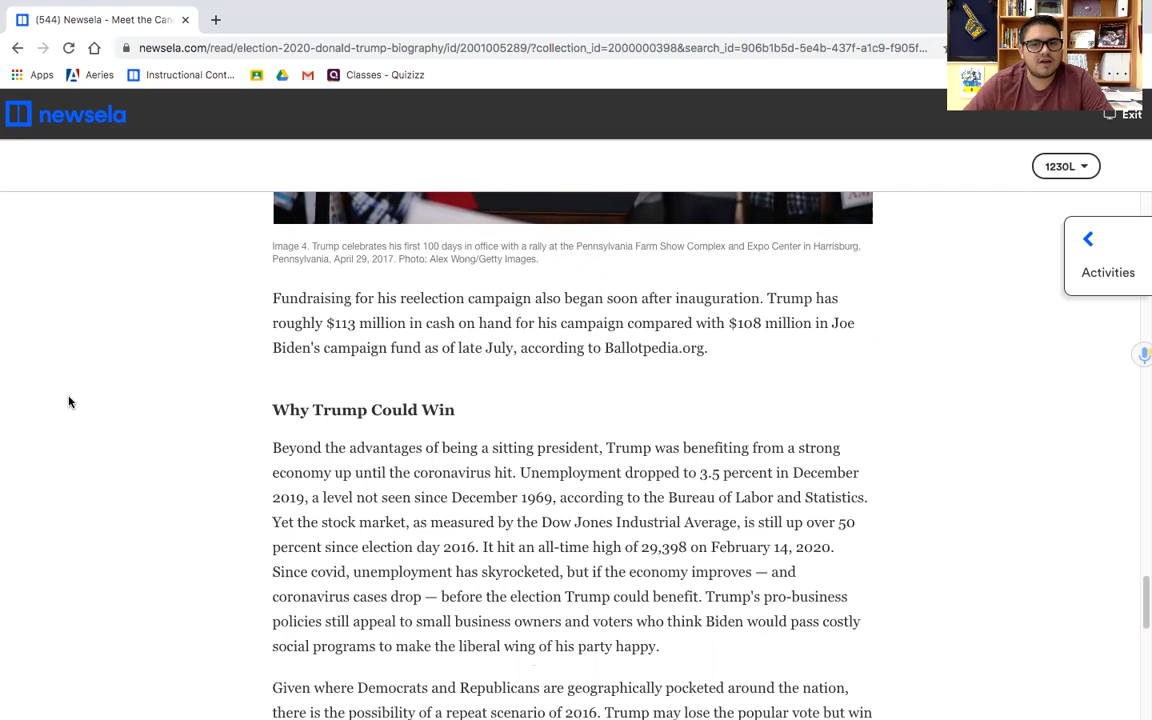 (544) Newsela - Meet the Can
newsela.com/read/election-2020-donald-trump-biography/id/2001005289/?collection_id=2000000398&search_id=906b1b5d-5e4b-437f-a1c9-f905f...
Apps Aeries Instructional Cont... Classes - Quizizz
newsela
Exit
1230L
Image 4. Trump celebrates his first 100 days in office with a rally at the Pennsylvania Farm Show Complex and Expo Center in Harrisburg,
Pennsylvania, April 29, 2017. Photo: Alex Wong/Getty Images.
Activities
Fundraising for his reelection campaign also began soon after inauguration. Trump has
roughly $113 million in cash on hand for his campaign compared with $108 million in Joe
Biden's campaign fund as of late July, according to Ballotpedia.org.
Why Trump Could Win
Beyond the advantages of being a sitting president, Trump was benefiting from a strong
economy up until the coronavirus hit. Unemployment dropped to 3.5 percent in December
2019, a level not seen since December 1969, according to the Bureau of Labor and Statistics.
Yet the stock market, as measured by the Dow Jones Industrial Average, is still up over 50
percent since election day 2016. It hit an all-time high of 29,398 on February 14, 2020.
Since covid, unemployment has skyrocketed, but if the economy improves — and
coronavirus cases drop — before the election Trump could benefit. Trump's pro-business
policies still appeal to small business owners and voters who think Biden would pass costly
social programs to make the liberal wing of his party happy.
Given where Democrats and Republicans are geographically pocketed around the nation,
there is the possibility of a repeat scenario of 2016. Trump may lose the popular vote but win